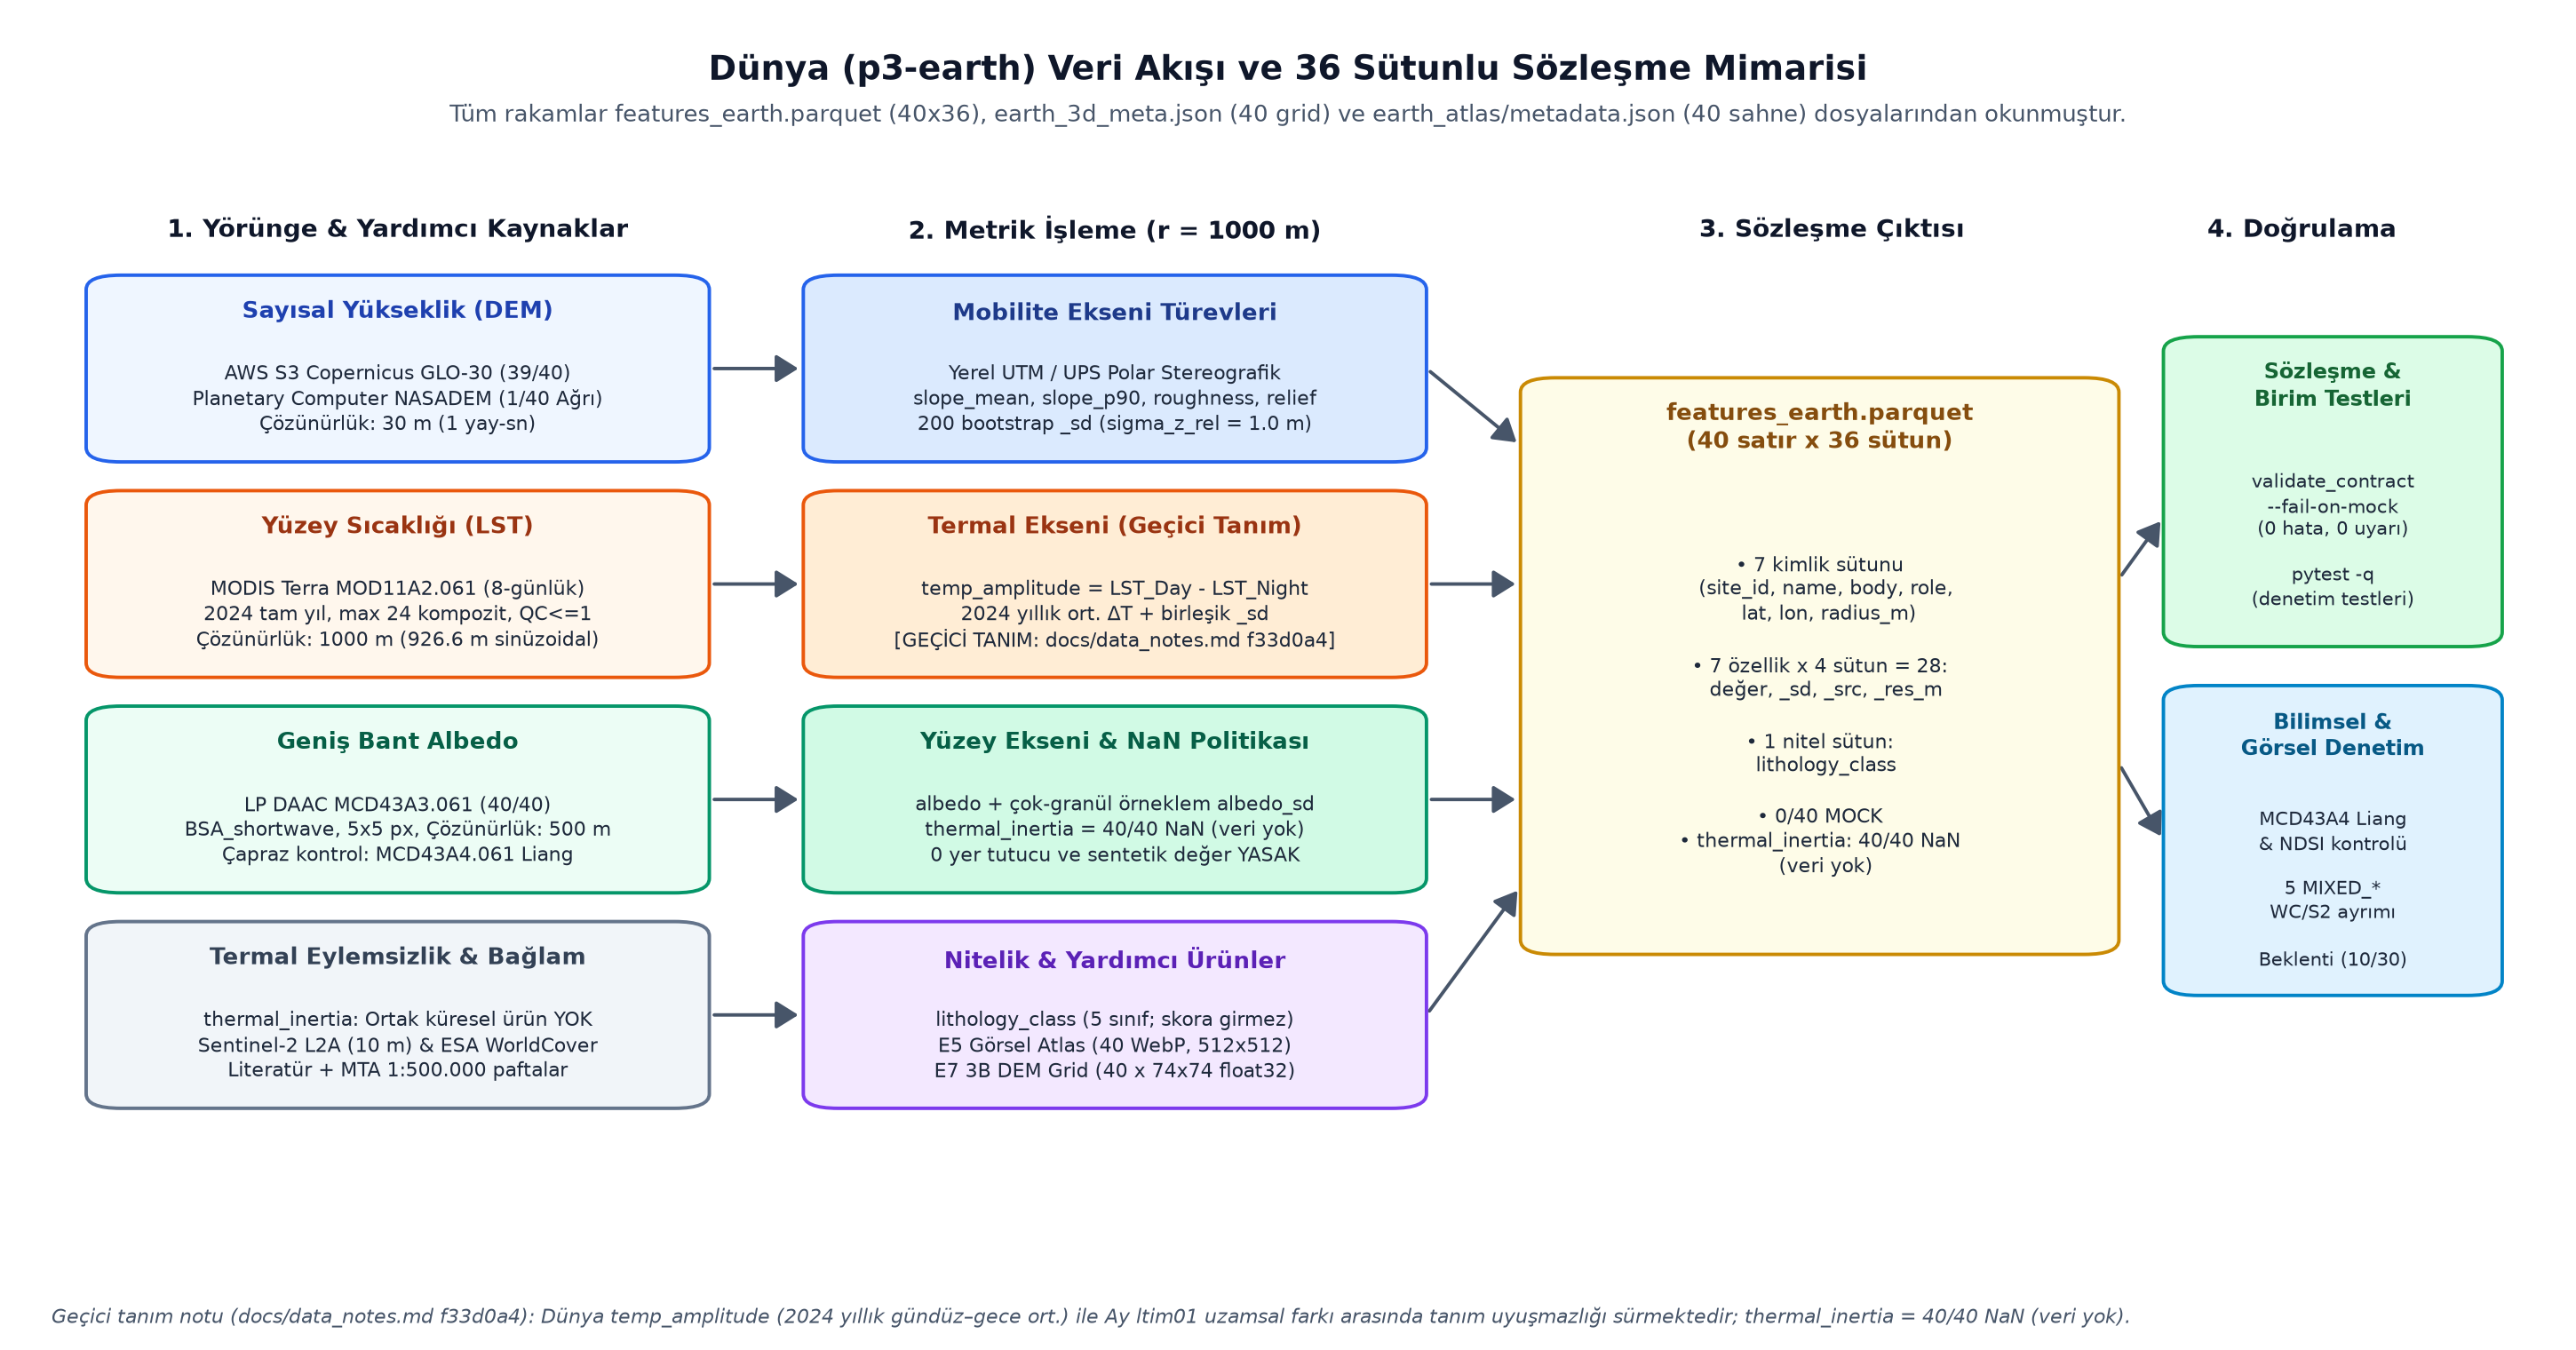 Dünya (p3-earth) Veri Akışı ve 36 Sütunlu Sözleşme Mimarisi
Tüm rakamlar features_earth.parquet (40x36), earth_3d_meta.json (40 grid) ve earth_atlas/metadata.json (40 sahne) dosyalarından okunmuştur.
1. Yörünge & Yardımcı Kaynaklar
Sayısal Yükseklik (DEM)
AWS S3 Copernicus GLO-30 (39/40)
Planetary Computer NASADEM (1/40 Ağrı)
Çözünürlük: 30 m (1 yay-sn)
Yüzey Sıcaklığı (LST)
MODIS Terra MOD11A2.061 (8-günlük)
2024 tam yıl, max 24 kompozit, QC<=1
Çözünürlük: 1000 m (926.6 m sinüzoidal)
Geniş Bant Albedo
LP DAAC MCD43A3.061 (40/40)
BSA_shortwave, 5x5 px, Çözünürlük: 500 m
Çapraz kontrol: MCD43A4.061 Liang
Termal Eylemsizlik & Bağlam
thermal_inertia: Ortak küresel ürün YOK
Sentinel-2 L2A (10 m) & ESA WorldCover
Literatür + MTA 1:500.000 paftalar
2. Metrik İşleme (r = 1000 m)
Mobilite Ekseni Türevleri
Yerel UTM / UPS Polar Stereografik
slope_mean, slope_p90, roughness, relief
200 bootstrap _sd (sigma_z_rel = 1.0 m)
Termal Ekseni (Geçici Tanım)
temp_amplitude = LST_Day - LST_Night
2024 yıllık ort. ΔT + birleşik _sd
[GEÇİCİ TANIM: docs/data_notes.md f33d0a4]
Yüzey Ekseni & NaN Politikası
albedo + çok-granül örneklem albedo_sd
thermal_inertia = 40/40 NaN (veri yok)
0 yer tutucu ve sentetik değer YASAK
Nitelik & Yardımcı Ürünler
lithology_class (5 sınıf; skora girmez)
E5 Görsel Atlas (40 WebP, 512x512)
E7 3B DEM Grid (40 x 74x74 float32)
3. Sözleşme Çıktısı
features_earth.parquet
(40 satır x 36 sütun)
• 7 kimlik sütunu
(site_id, name, body, role,
lat, lon, radius_m)
• 7 özellik x 4 sütun = 28:
değer, _sd, _src, _res_m
• 1 nitel sütun:
lithology_class
• 0/40 MOCK
• thermal_inertia: 40/40 NaN
(veri yok)
4. Doğrulama
Sözleşme &
Birim Testleri
validate_contract
--fail-on-mock
(0 hata, 0 uyarı)
pytest -q
(denetim testleri)
Bilimsel &
Görsel Denetim
MCD43A4 Liang
& NDSI kontrolü
5 MIXED_*
WC/S2 ayrımı
Beklenti (10/30)
Geçici tanım notu (docs/data_notes.md f33d0a4): Dünya temp_amplitude (2024 yıllık gündüz–gece ort.) ile Ay ltim01 uzamsal farkı arasında tanım uyuşmazlığı sürmektedir; thermal_inertia = 40/40 NaN (veri yok).